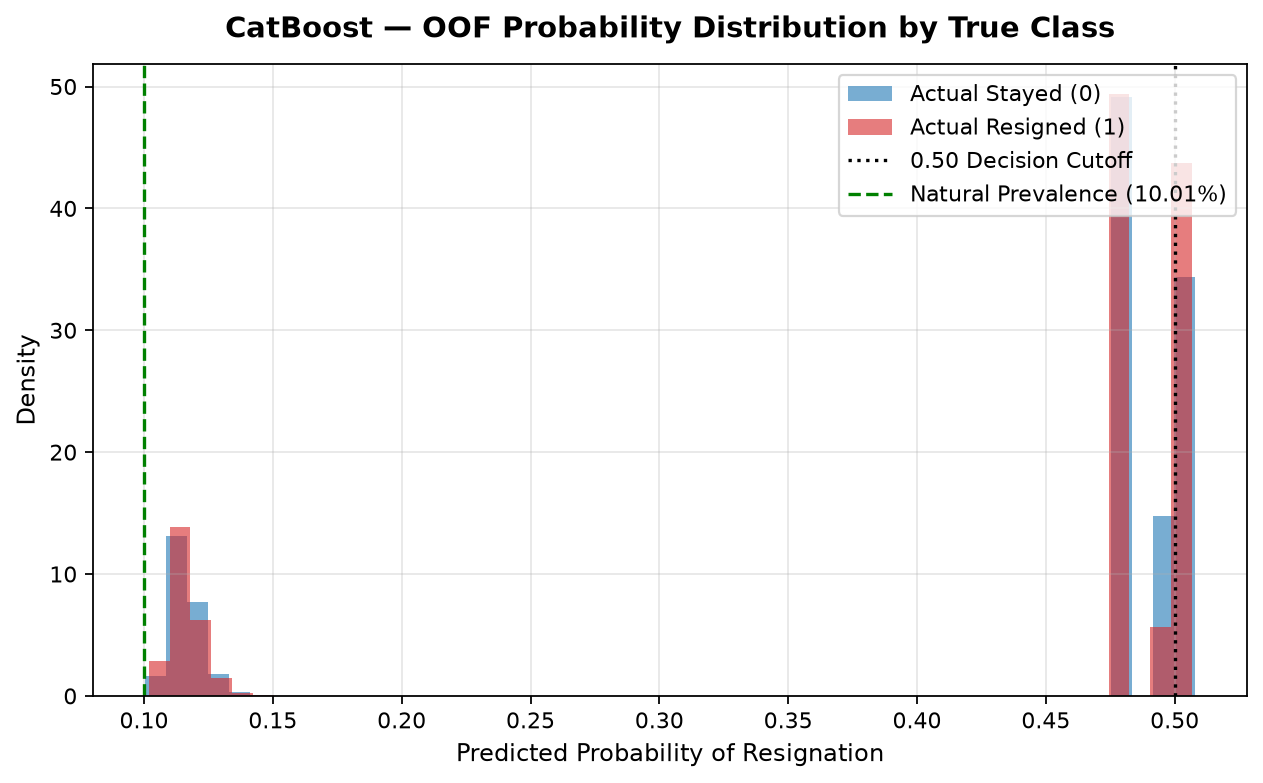 CatBoost — OOF Probability Distribution by True Class
Actual Stayed (0)
Actual Resigned (1)
0.50 Decision Cutoff
Natural Prevalence (10.01%)
Density
50
40
30
20
10
0
0.10 0.15 0.20 0.25 0.30 0.35 0.40 0.45 0.50
Predicted Probability of Resignation